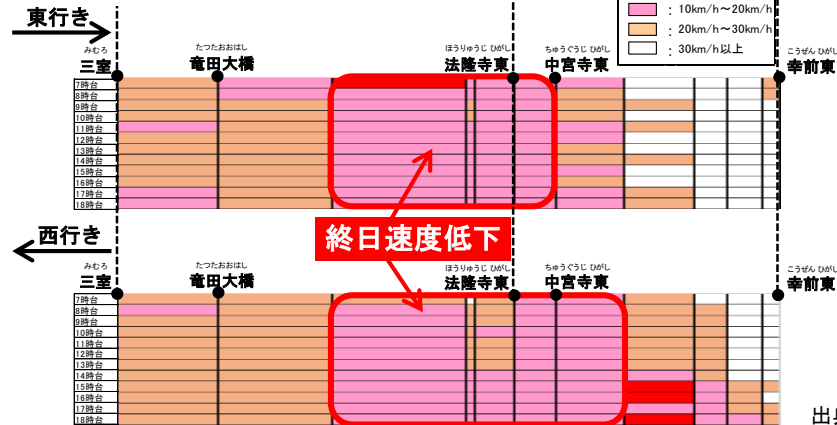 : 10km/h～20km/h
: 20km/h～30km/h
: 30km/h以上
東行き
みむろ
三室
たつたおおはし
竜田大橋
ほうりゅうじ ひがし
法隆寺東
ちゅうぐうじ ひがし
中宮寺東
こうぜん ひがし
幸前東
7時台
8時台
9時台
10時台
11時台
12時台
13時台
14時台
15時台
16時台
17時台
18時台
終日速度低下
西行き
みむろ
三室
たつたおおはし
竜田大橋
ほうりゅうじ ひがし
法隆寺東
ちゅうぐうじ ひがし
中宮寺東
こうぜん ひがし
幸前東
7時台
8時台
9時台
10時台
11時台
12時台
13時台
14時台
15時台
16時台
17時台
18時台
出